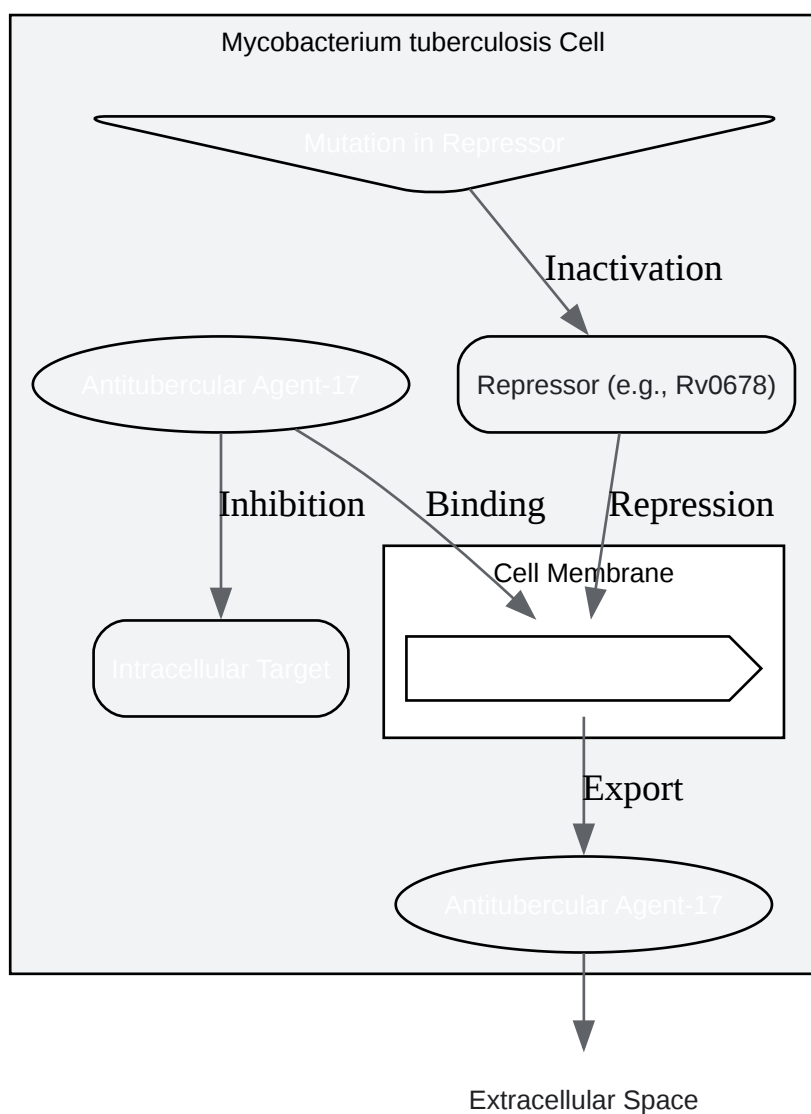 Mycobacterium tuberculosis Cell
Mutation in Repressor
Inactivation
Antitubercular Agent-17
Repressor (e.g., Rv0678)
Inhibition
Binding
Repression
Cell Membrane
Intracellular Target
Export
Antitubercular Agent-17
Extracellular Space